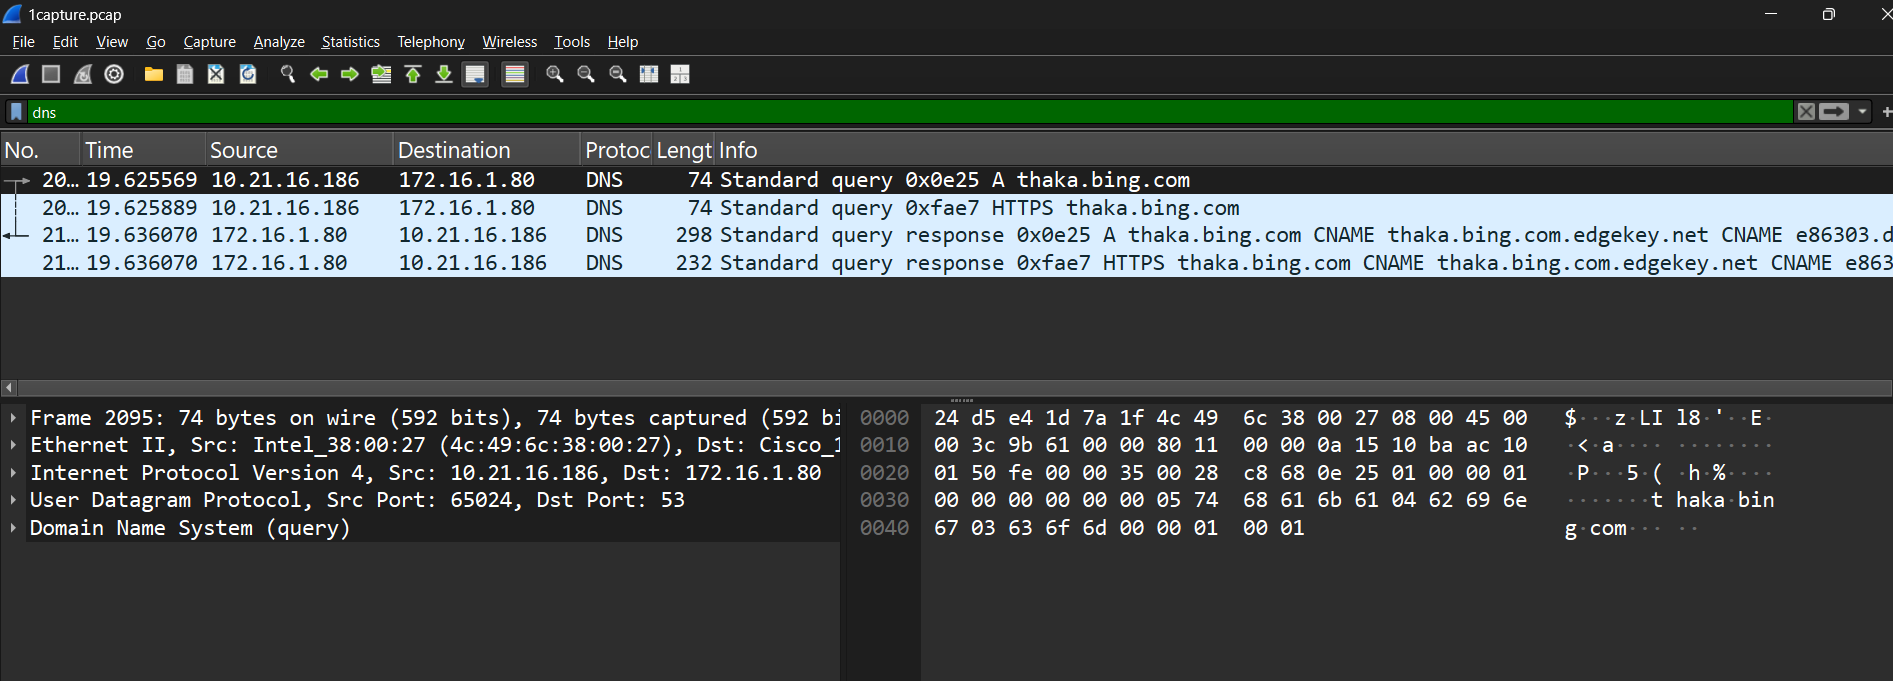 1capture.pcap
File Edit View Go Capture Analyze Statistics Telephony Wireless Tools Help
dns
No. Time Source Destination Protoc Lengt Info
20… 19.625569 10.21.16.186 172.16.1.80 DNS 74 Standard query 0x0e25 A thaka.bing.com
20… 19.625889 10.21.16.186 172.16.1.80 DNS 74 Standard query 0xfae7 HTTPS thaka.bing.com
21… 19.636070 172.16.1.80 10.21.16.186 DNS 298 Standard query response 0x0e25 A thaka.bing.com CNAME thaka.bing.com.edgekey.net CNAME e86303.d
21… 19.636070 172.16.1.80 10.21.16.186 DNS 232 Standard query response 0xfae7 HTTPS thaka.bing.com CNAME thaka.bing.com.edgekey.net CNAME e863
Frame 2095: 74 bytes on wire (592 bits), 74 bytes captured (592 bi
Ethernet II, Src: Intel_38:00:27 (4c:49:6c:38:00:27), Dst: Cisco_1
Internet Protocol Version 4, Src: 10.21.16.186, Dst: 172.16.1.80
User Datagram Protocol, Src Port: 65024, Dst Port: 53
Domain Name System (query)
0000 24 d5 e4 1d 7a 1f 4c 49 6c 38 00 27 08 00 45 00 $···z·LI l8·'··E·
0010 00 3c 9b 61 00 00 80 11 00 00 0a 15 10 ba ac 10 ·<·a···· ········
0020 01 50 fe 00 00 35 00 28 c8 68 0e 25 01 00 00 01 ·P···5·( ·h·%····
0030 00 00 00 00 00 00 05 74 68 61 6b 61 04 62 69 6e ·······t haka·bin
0040 67 03 63 6f 6d 00 00 01 00 01 g·com··· ··